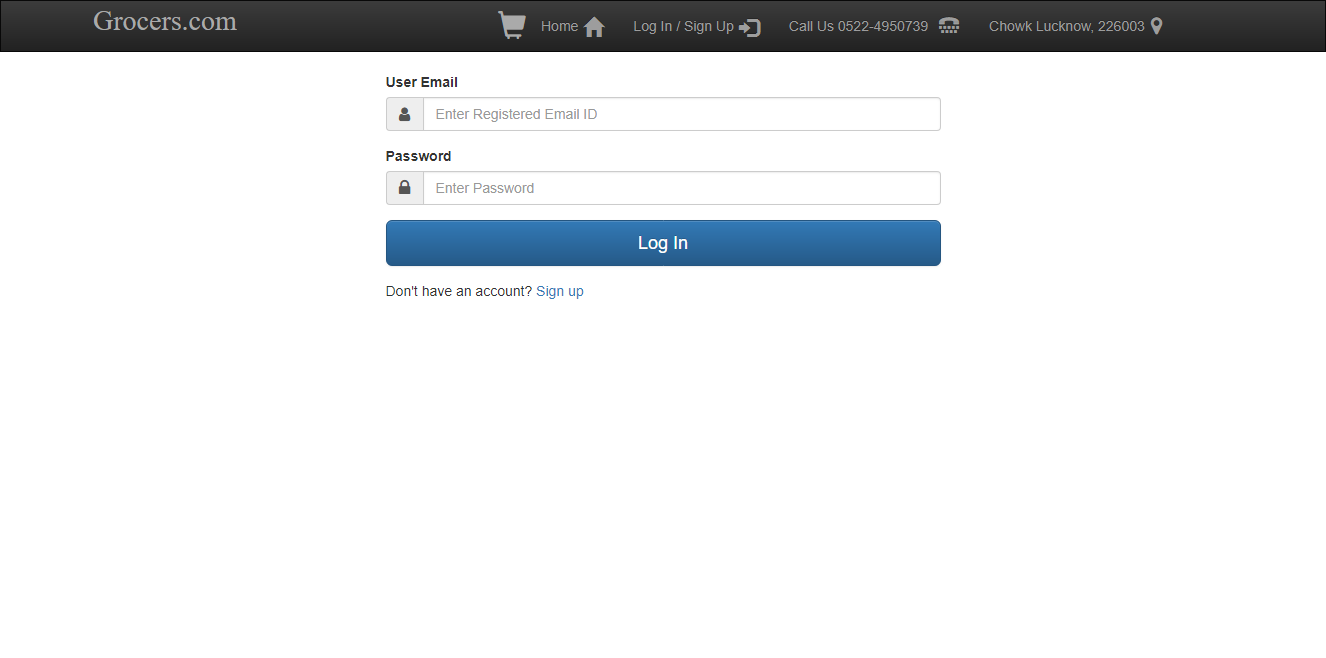 Grocers.com
Home
Log In / Sign Up
Call Us 0522-4950739
Chowk Lucknow, 226003
User Email
Enter Registered Email ID
Password
Enter Password
Log In
Don't have an account? Sign up